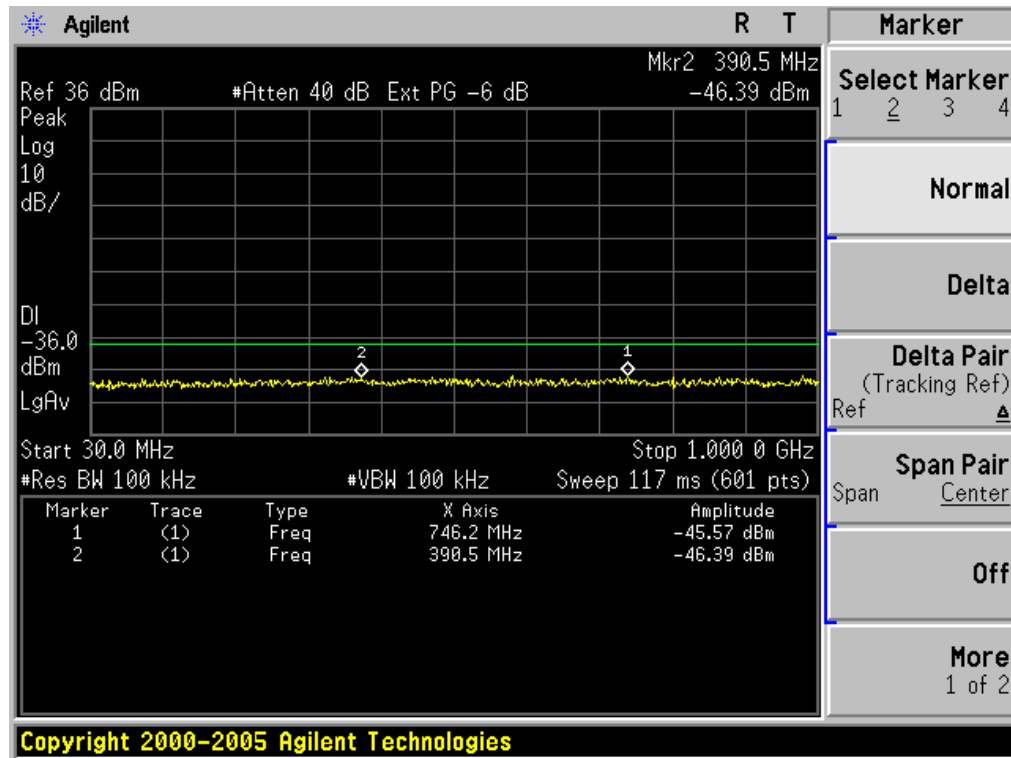 Agilent R T
Mkr2 390.5 MHz
Ref 36 dBm #Atten 40 dB Ext PG -6 dB -46.39 dBm
Peak
Log
10
dB/
DI
-36.0
dBm
LgAv
2
1
Start 30.0 MHz Stop 1.000 0 GHz
#Res BW 100 kHz #VBW 100 kHz Sweep 117 ms (601 pts)
Marker Trace Type X Axis Amplitude
1 (1) Freq 746.2 MHz -45.57 dBm
2 (1) Freq 390.5 MHz -46.39 dBm
Marker
Select Marker
1 2 3 4
Normal
Delta
Delta Pair
(Tracking Ref)
Ref Δ
Span Pair
Span Center
Off
More
1 of 2
Copyright 2000-2005 Agilent Technologies